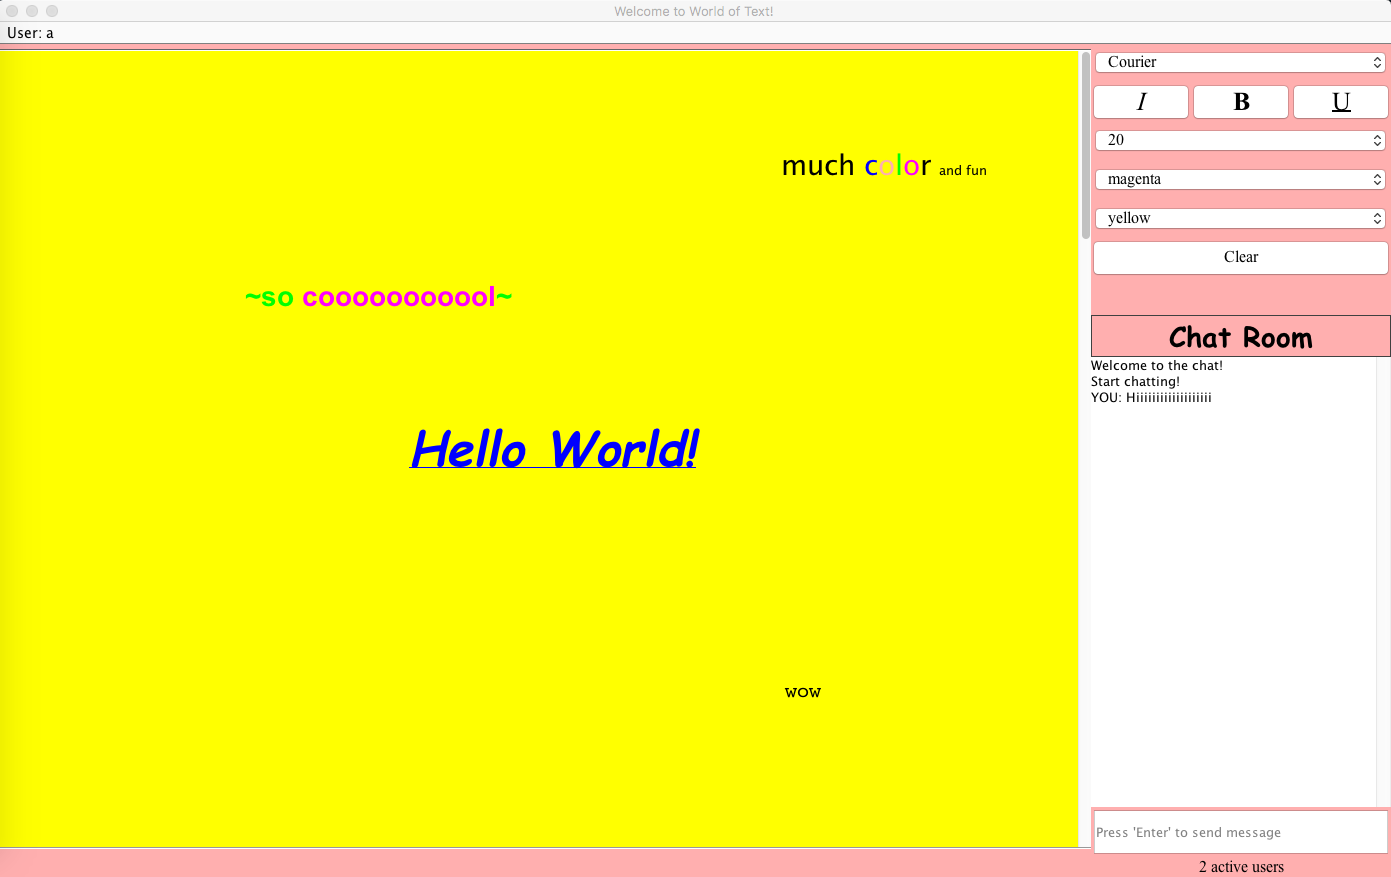 Welcome to World of Text!
User: a
much color and fun
~so cooooooooool~
Hello World!
wow
Courier
I B U
20
magenta
yellow
Clear
Chat Room
Welcome to the chat!
Start chatting!
YOU: Hiiiiiiiiiiiiiiiiiii
Press 'Enter' to send message
2 active users